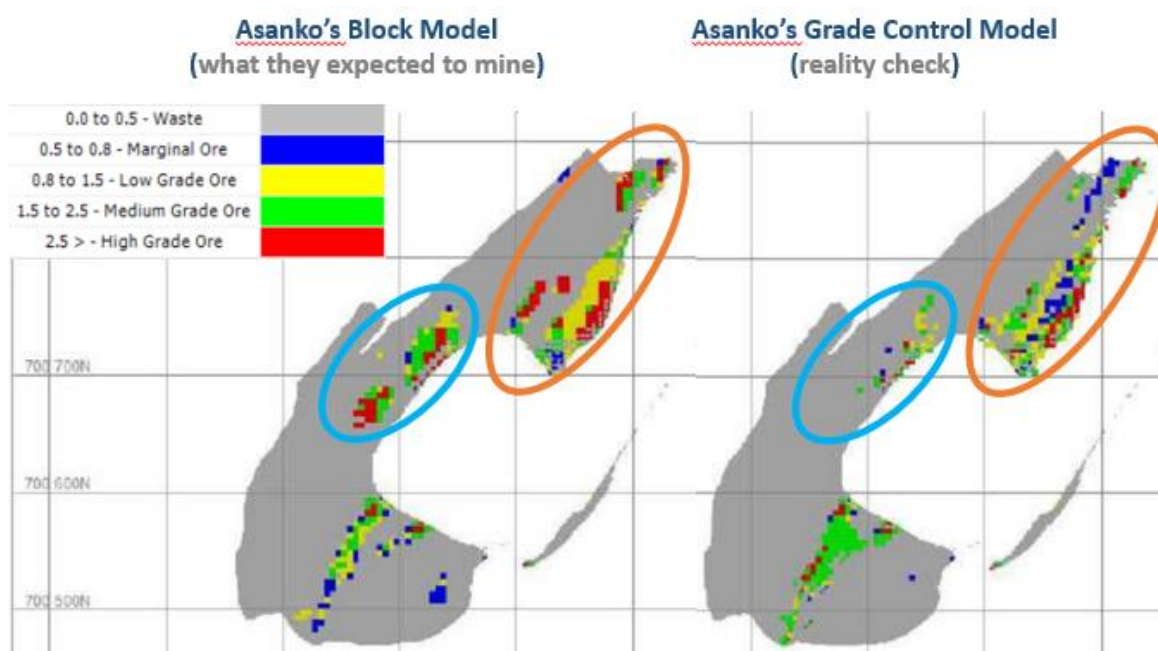 Asanko's Block Model
(what they expected to mine)
Asanko's Grade Control Model
(reality check)
0.0 to 0.5 - Waste
0.5 to 0.8 - Marginal Ore
0.8 to 1.5 - Low Grade Ore
1.5 to 2.5 - Medium Grade Ore
2.5 > - High Grade Ore
700,700N
700,600N
700,500N